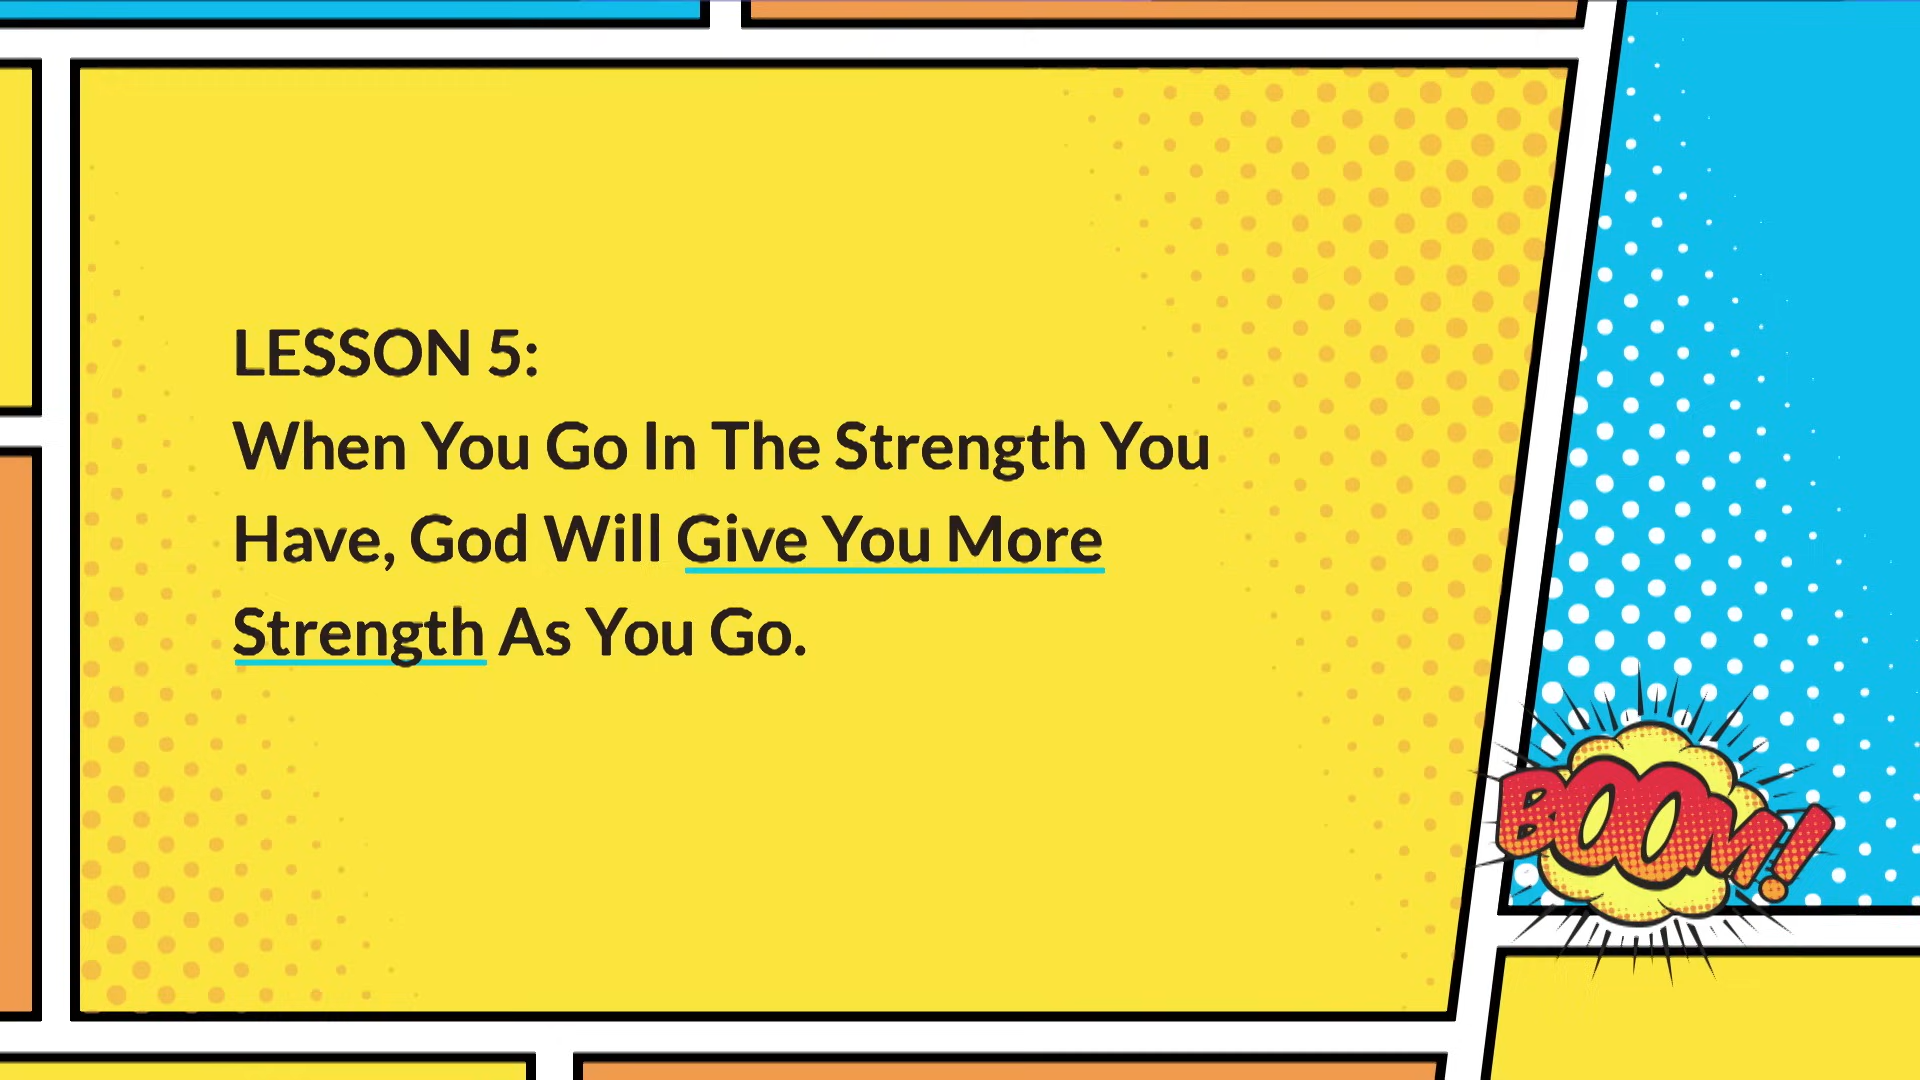 LESSON 5:
When You Go In The Strength You
Have, God Will Give You More
Strength As You Go.
BOOM!